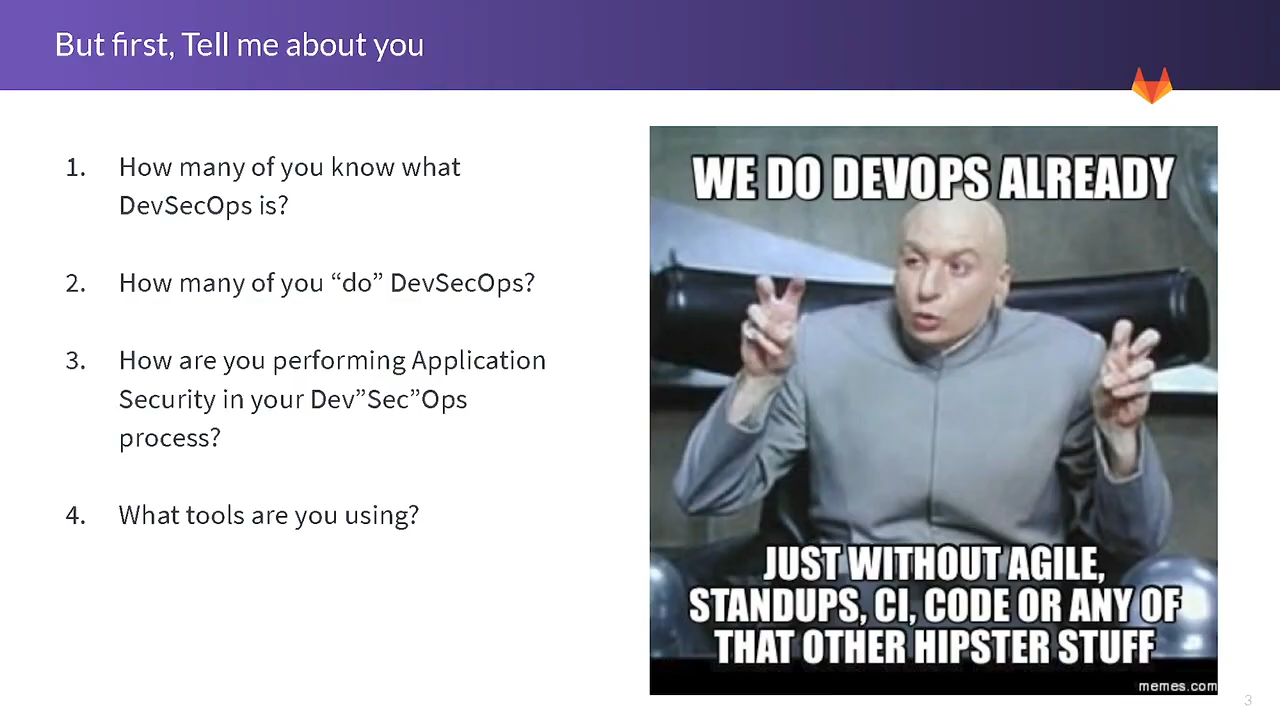 But first, Tell me about you
1. How many of you know what
DevSecOps is?
2. How many of you “do” DevSecOps?
3. How are you performing Application
Security in your Dev”Sec”Ops
process?
4. What tools are you using?
WE DO DEVOPS ALREADY
JUST WITHOUT AGILE,
STANDUPS, CI, CODE OR ANY OF
THAT OTHER HIPSTER STUFF
memes.com
3